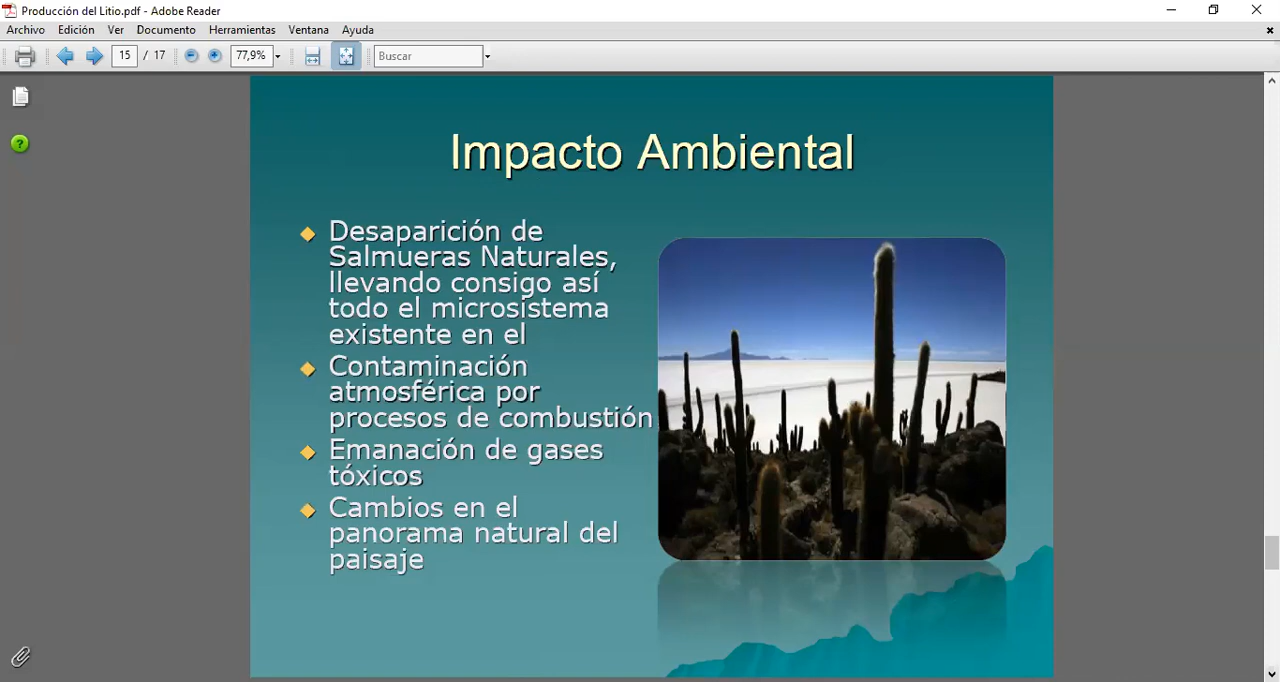 Producción del Litio.pdf - Adobe Reader
Archivo Edición Ver Documento Herramientas Ventana Ayuda
15 / 17 77,9% Buscar
Impacto Ambiental
Desaparición de
Salmueras Naturales,
llevando consigo así
todo el microsistema
existente en el
Contaminación
atmosférica por
procesos de combustión
Emanación de gases
tóxicos
Cambios en el
panorama natural del
paisaje